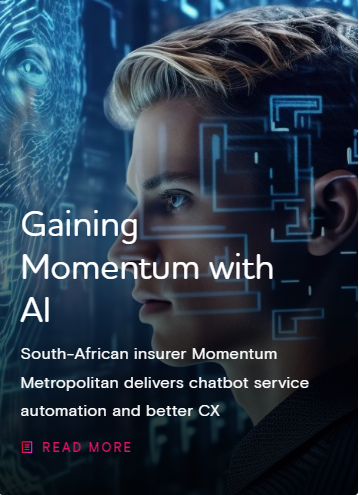 Gaining
Momentum with
AI
South-African insurer Momentum
Metropolitan delivers chatbot service
automation and better CX
READ MORE